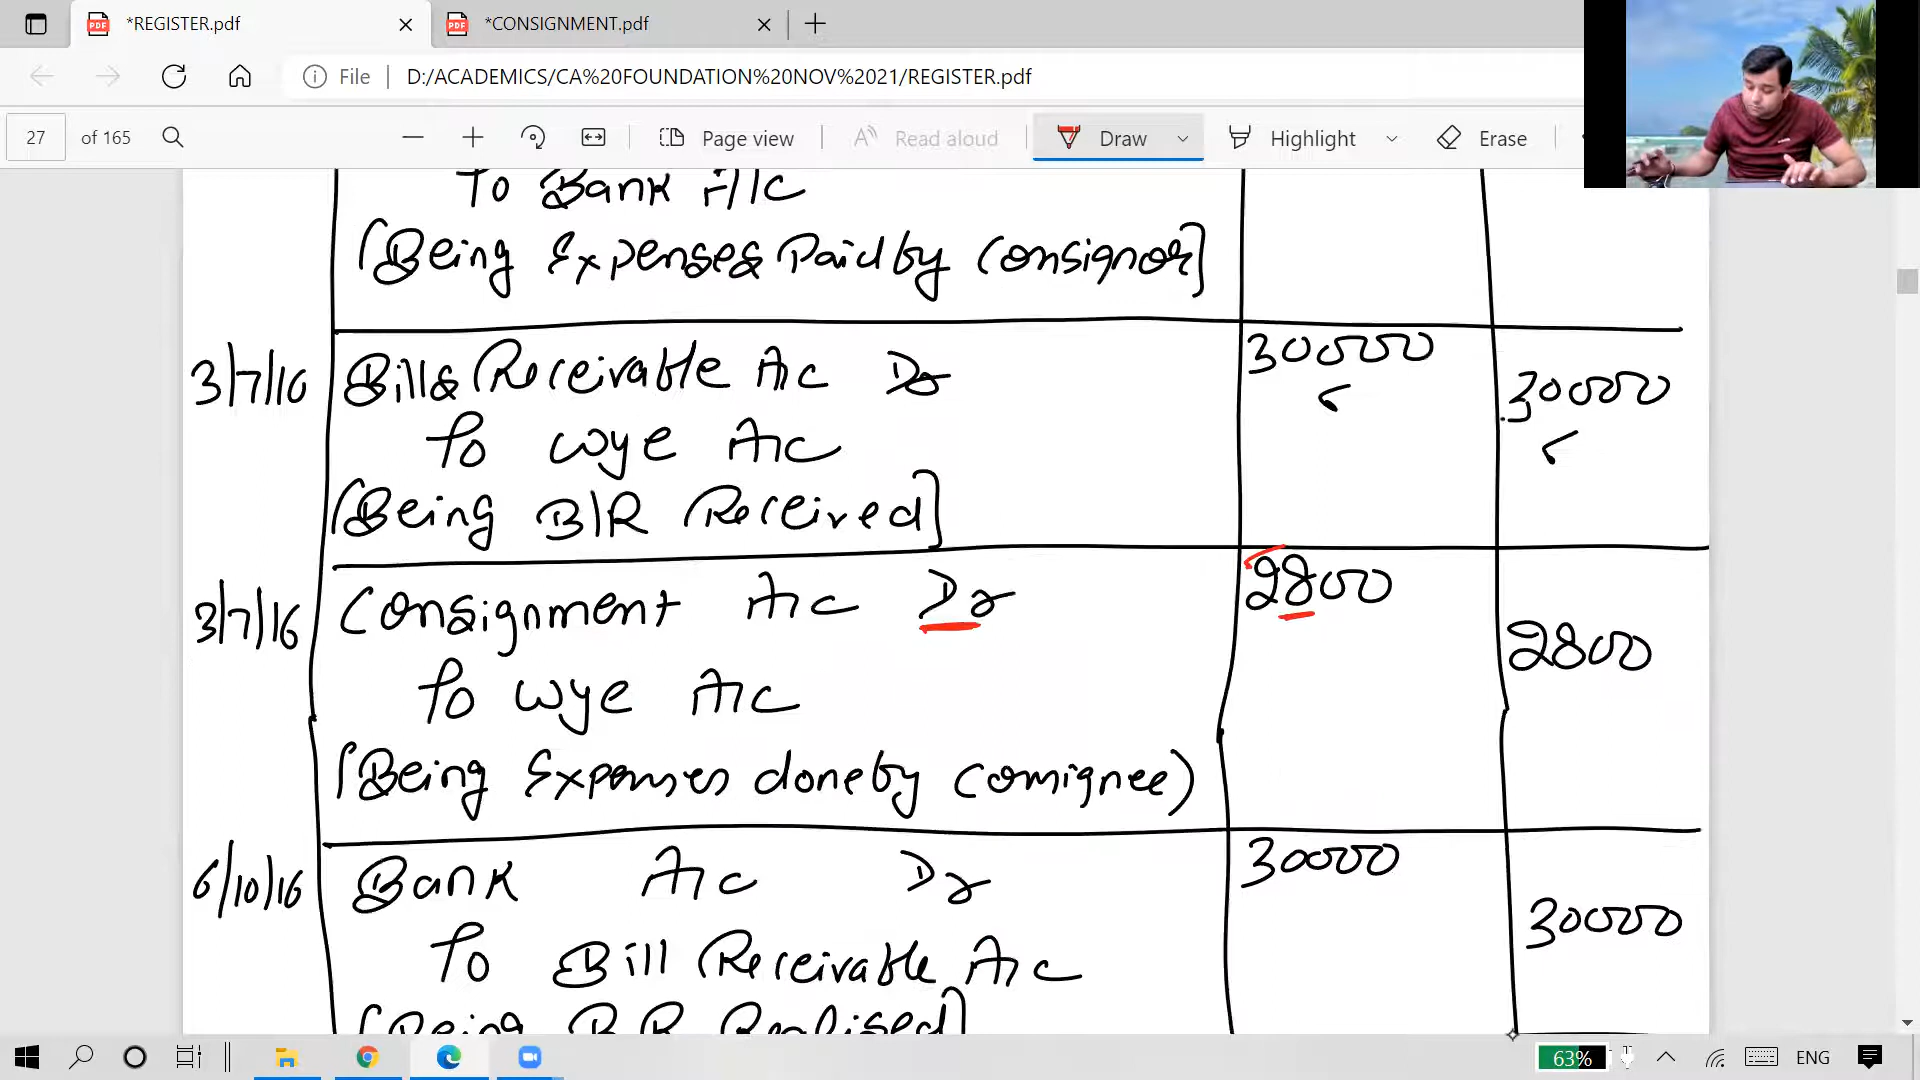 *REGISTER.pdf
*CONSIGNMENT.pdf
File D:/ACADEMICS/CA%20FOUNDATION%20NOV%2021/REGISTER.pdf
27 of 165 Page view Read aloud Draw Highlight Erase
To Bank A/C
[Being Expenses Paid by Consignor]
3/7/16 Bills Receivable A/C Dr 30000
To Wye A/C 30000
[Being B/R Received]
3/7/16 Consignment A/C Dr 2800
To Wye A/C 2800
(Being Expenses done by Consignee)
6/10/16 Bank A/C Dr 30000
To Bill Receivable A/C 30000
[Being B.R Realised]
63% ENG